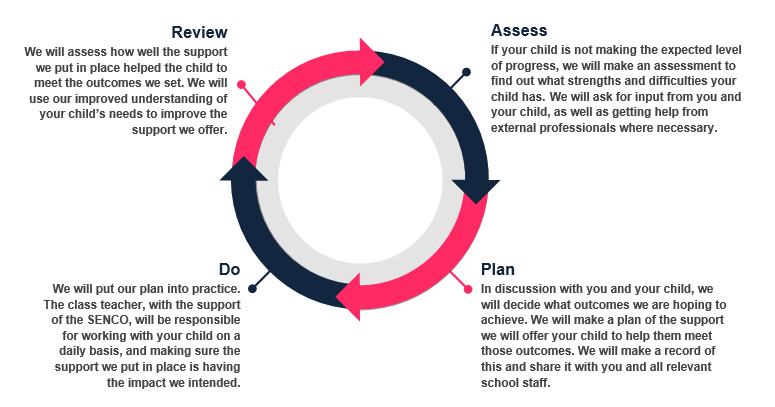 Review
We will assess how well the support
we put in place helped the child to
meet the outcomes we set. We will
use our improved understanding of
your child’s needs to improve the
support we offer.
Assess
If your child is not making the expected level
of progress, we will make an assessment to
find out what strengths and difficulties your
child has. We will ask for input from you and
your child, as well as getting help from
external professionals where necessary.
Do
We will put our plan into practice.
The class teacher, with the support
of the SENCO, will be responsible
for working with your child on a
daily basis, and making sure the
support we put in place is having
the impact we intended.
Plan
In discussion with you and your child, we
will decide what outcomes we are hoping to
achieve. We will make a plan of the support
we will offer your child to help them meet
those outcomes. We will make a record of
this and share it with you and all relevant
school staff.